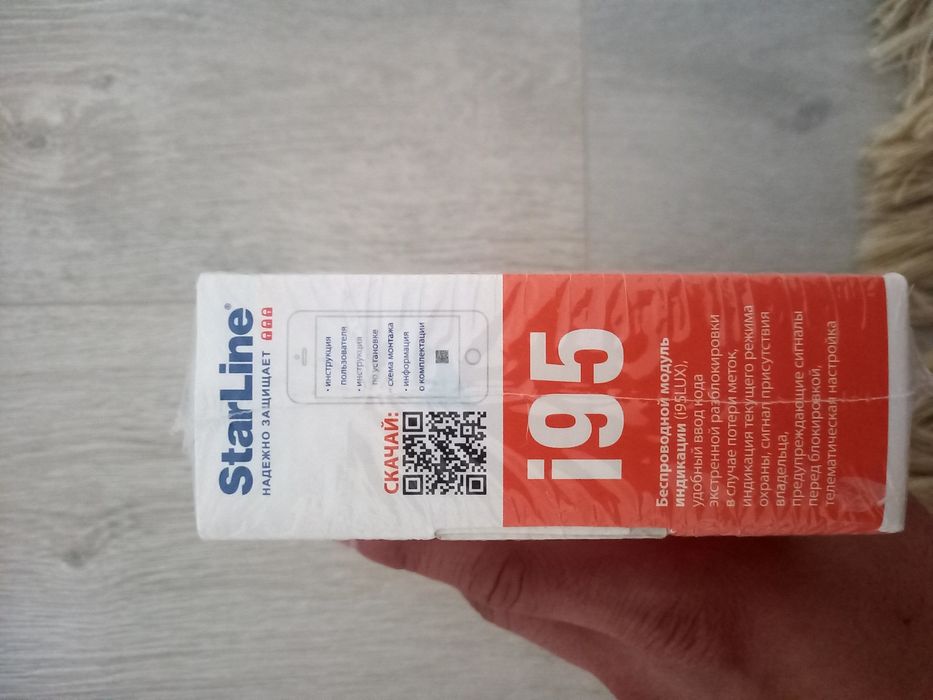 StarLine®
НАДЕЖНО ЗАЩИЩАЕТ
СКАЧАЙ:
• инструкция
пользователя
• инструкция
по установке
• схема монтажа
• информация
о комплектации
i95
Беспроводной модуль
индикации (i95LUX),
удобный ввод кода
экстренной разблокировки
в случае потери меток,
индикация текущего режима
охраны, сигнал присутствия
владельца,
предупреждающие сигналы
перед блокировкой,
телематическая настройка